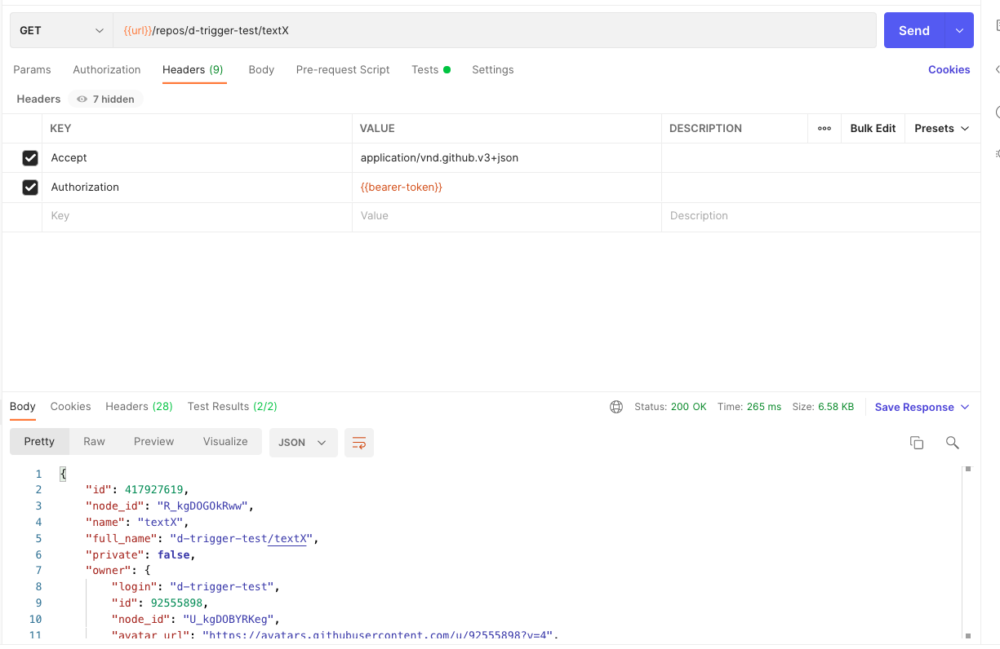 GET {{url}}/repos/d-trigger-test/textX Send
Params Authorization Headers (9) Body Pre-request Script Tests Settings Cookies
Headers 7 hidden
KEY VALUE DESCRIPTION ooo Bulk Edit Presets
Accept application/vnd.github.v3+json
Authorization {{bearer-token}}
Key Value Description
Body Cookies Headers (28) Test Results (2/2) Status: 200 OK Time: 265 ms Size: 6.58 KB Save Response
Pretty Raw Preview Visualize JSON
1 {
2 "id": 417927619,
3 "node_id": "R_kgDOGOkRww",
4 "name": "textX",
5 "full_name": "d-trigger-test/textX",
6 "private": false,
7 "owner": {
8 "login": "d-trigger-test",
9 "id": 92555898,
10 "node_id": "U_kgDOBYRKeg",
11 "avatar_url": "https://avatars.githubusercontent.com/u/92555898?v=4",